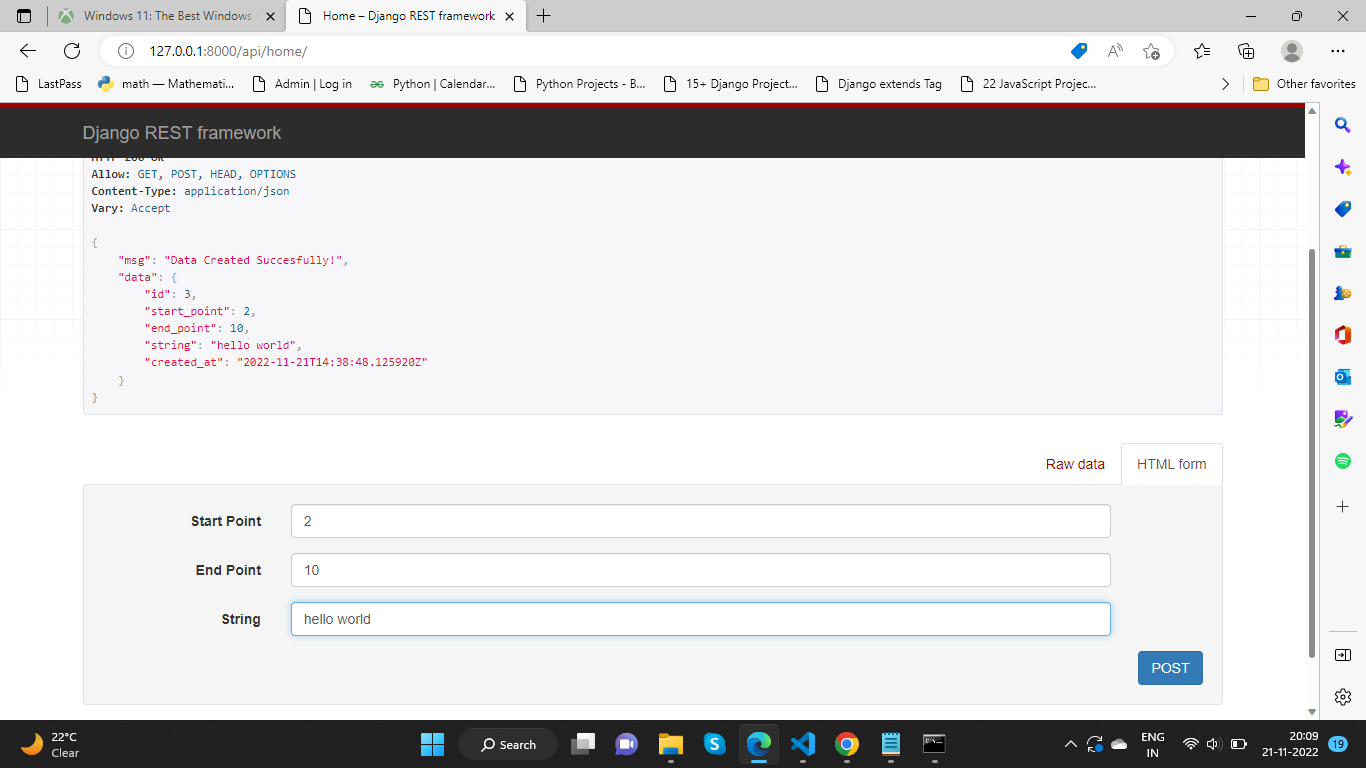 Windows 11: The Best Windows
Home – Django REST framework
127.0.0.1:8000/api/home/
LastPass
math — Mathemati...
Admin | Log in
Python | Calendar...
Python Projects - B...
15+ Django Project...
Django extends Tag
22 JavaScript Projec...
Other favorites
Django REST framework
HTTP 200 OK
Allow: GET, POST, HEAD, OPTIONS
Content-Type: application/json
Vary: Accept
{
"msg": "Data Created Succesfully!",
"data": {
"id": 3,
"start_point": 2,
"end_point": 10,
"string": "hello world",
"created_at": "2022-11-21T14:38:48.125920Z"
}
}
Raw data
HTML form
Start Point
2
End Point
10
String
hello world
POST
22°C
Clear
Search
ENG
IN
20:09
21-11-2022
19